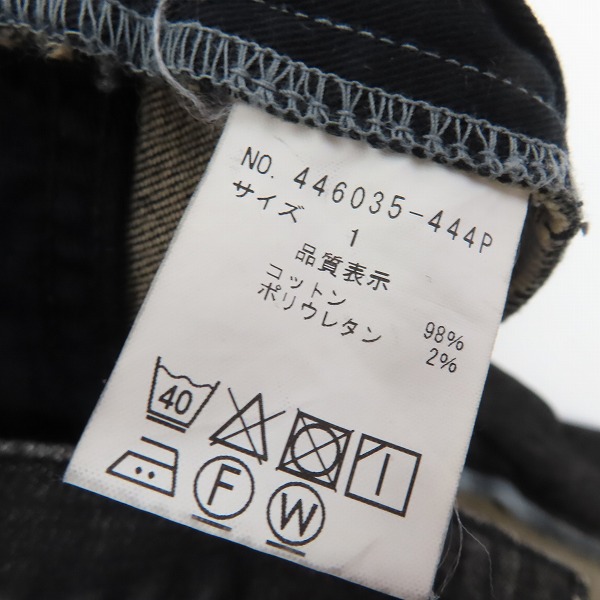 NO. 446035-444P
サイズ 1
品質表示
コットン 98%
ポリウレタン 2%
40
F W